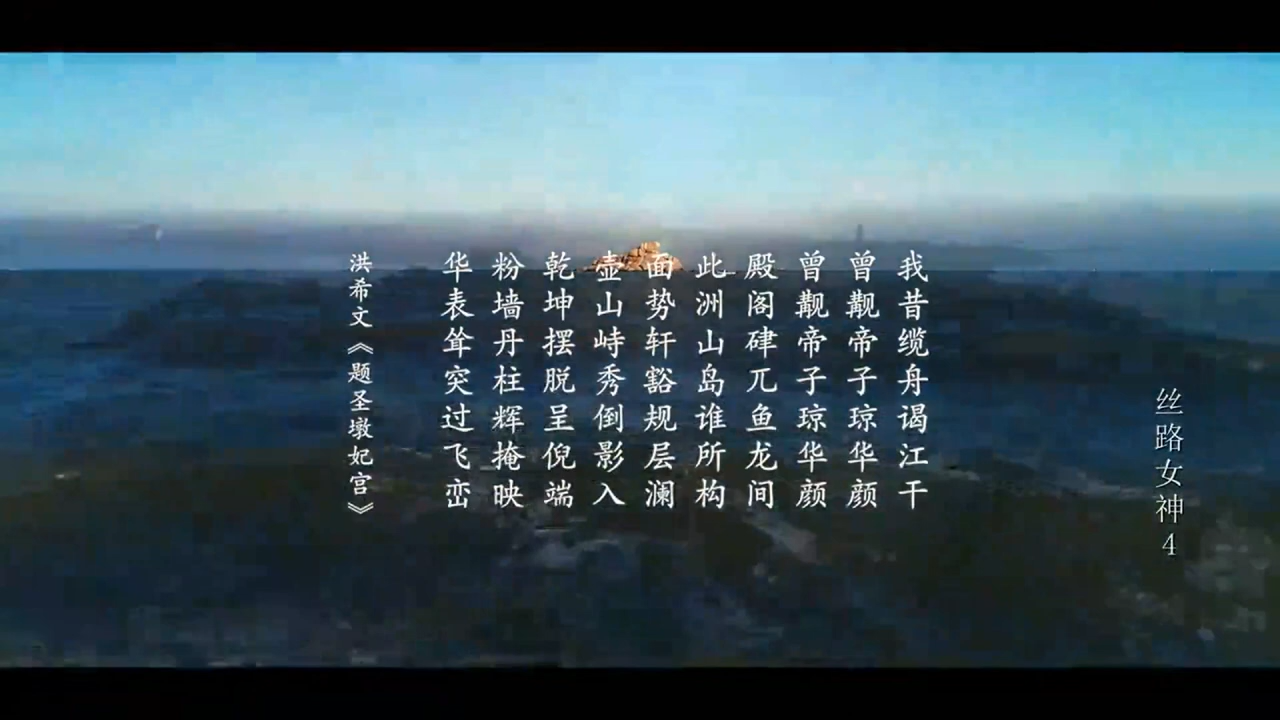 我昔缆舟谒江干
曾觏帝子琼华颜
曾觏帝子琼华颜
殿阁硉兀鱼龙间
此洲山岛谁所构
面势轩豁规层澜
壶山峙秀倒影入
乾坤摆脱呈倪端
粉墙丹柱辉掩映
华表耸突过飞峦
洪希文《题圣墩妃宫》
丝路女神4